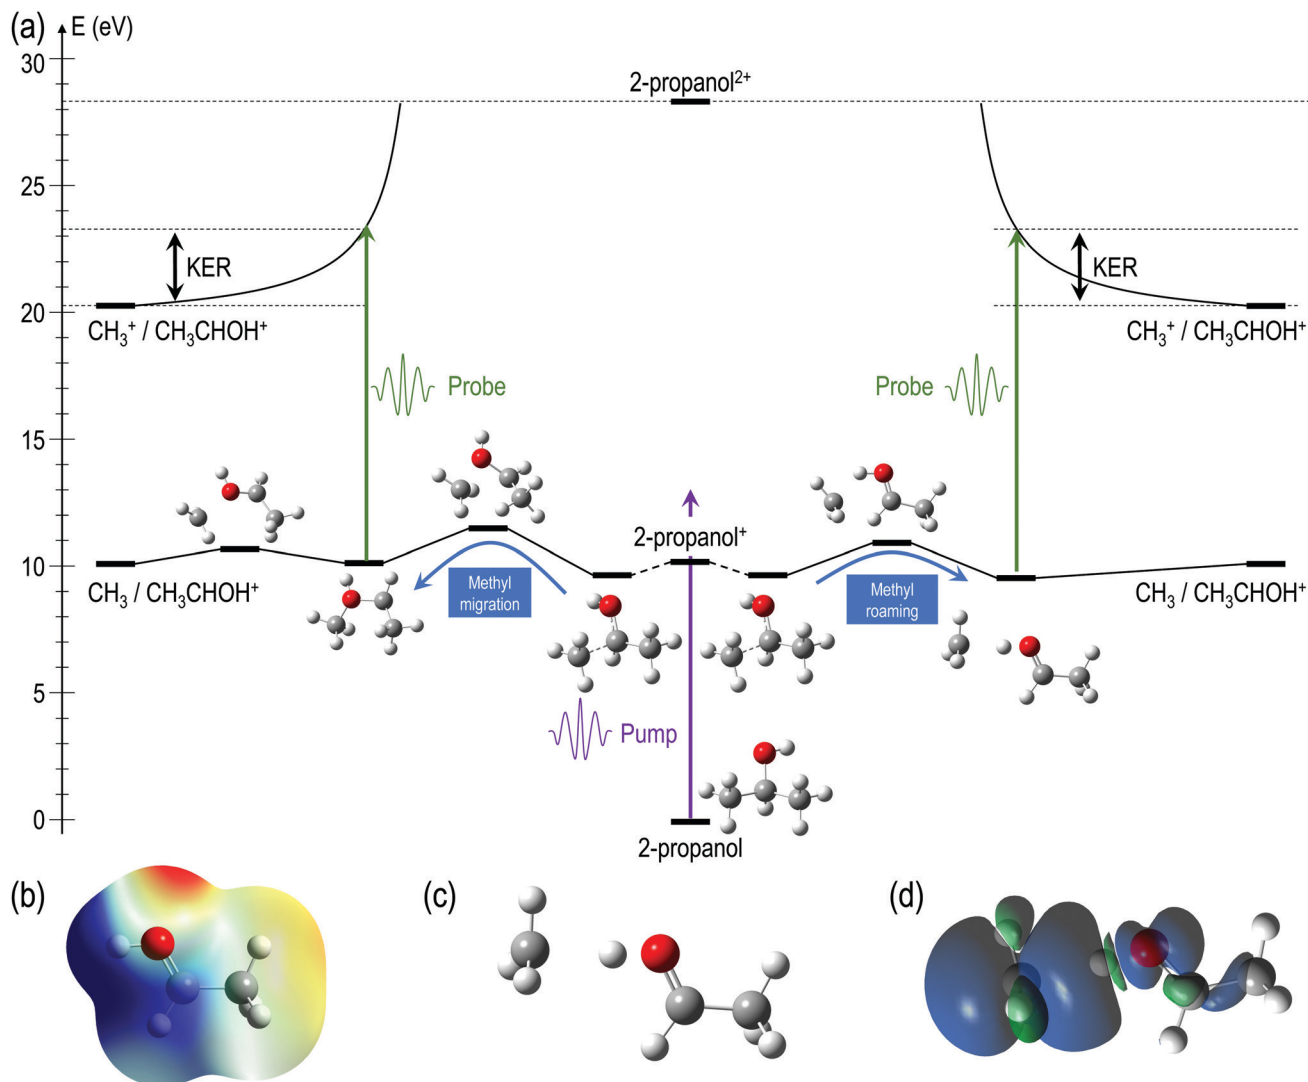 (a)
E (eV)
30
2-propanol²⁺
25
KER
KER
20
CH₃⁺ / CH₃CHOH⁺
CH₃⁺ / CH₃CHOH⁺
Probe
Probe
15
2-propanol⁺
10
CH₃ / CH₃CHOH⁺
Methyl
migration
Methyl
roaming
CH₃ / CH₃CHOH⁺
5
Pump
0
2-propanol
(b)
(c)
(d)